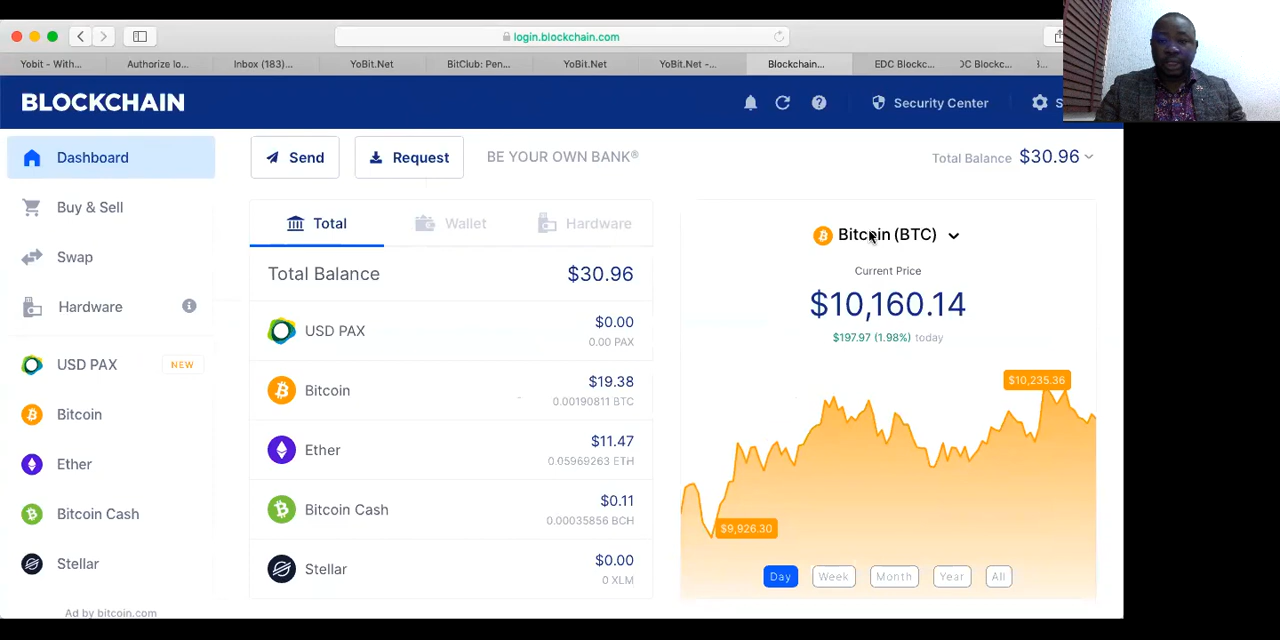 login.blockchain.com
Yobit - With...
Authorize lo...
Inbox (183)...
YoBit.Net
BitClub: Pen...
YoBit.Net
YoBit.Net -...
Blockchain...
EDC Blockc...
DC Blockc...
BLOCKCHAIN
Security Center
S
Dashboard
Send
Request
BE YOUR OWN BANK®
Total Balance $30.96
Buy & Sell
Swap
Hardware
USD PAX NEW
Bitcoin
Ether
Bitcoin Cash
Stellar
Ad by bitcoin.com
Total
Wallet
Hardware
Total Balance $30.96
USD PAX $0.00
0.00 PAX
Bitcoin $19.38
0.00190811 BTC
Ether $11.47
0.05969263 ETH
Bitcoin Cash $0.11
0.00035856 BCH
Stellar $0.00
0 XLM
Bitcoin (BTC)
Current Price
$10,160.14
$197.97 (1.98%) today
$10,235.36
$9,926.30
Day
Week
Month
Year
All